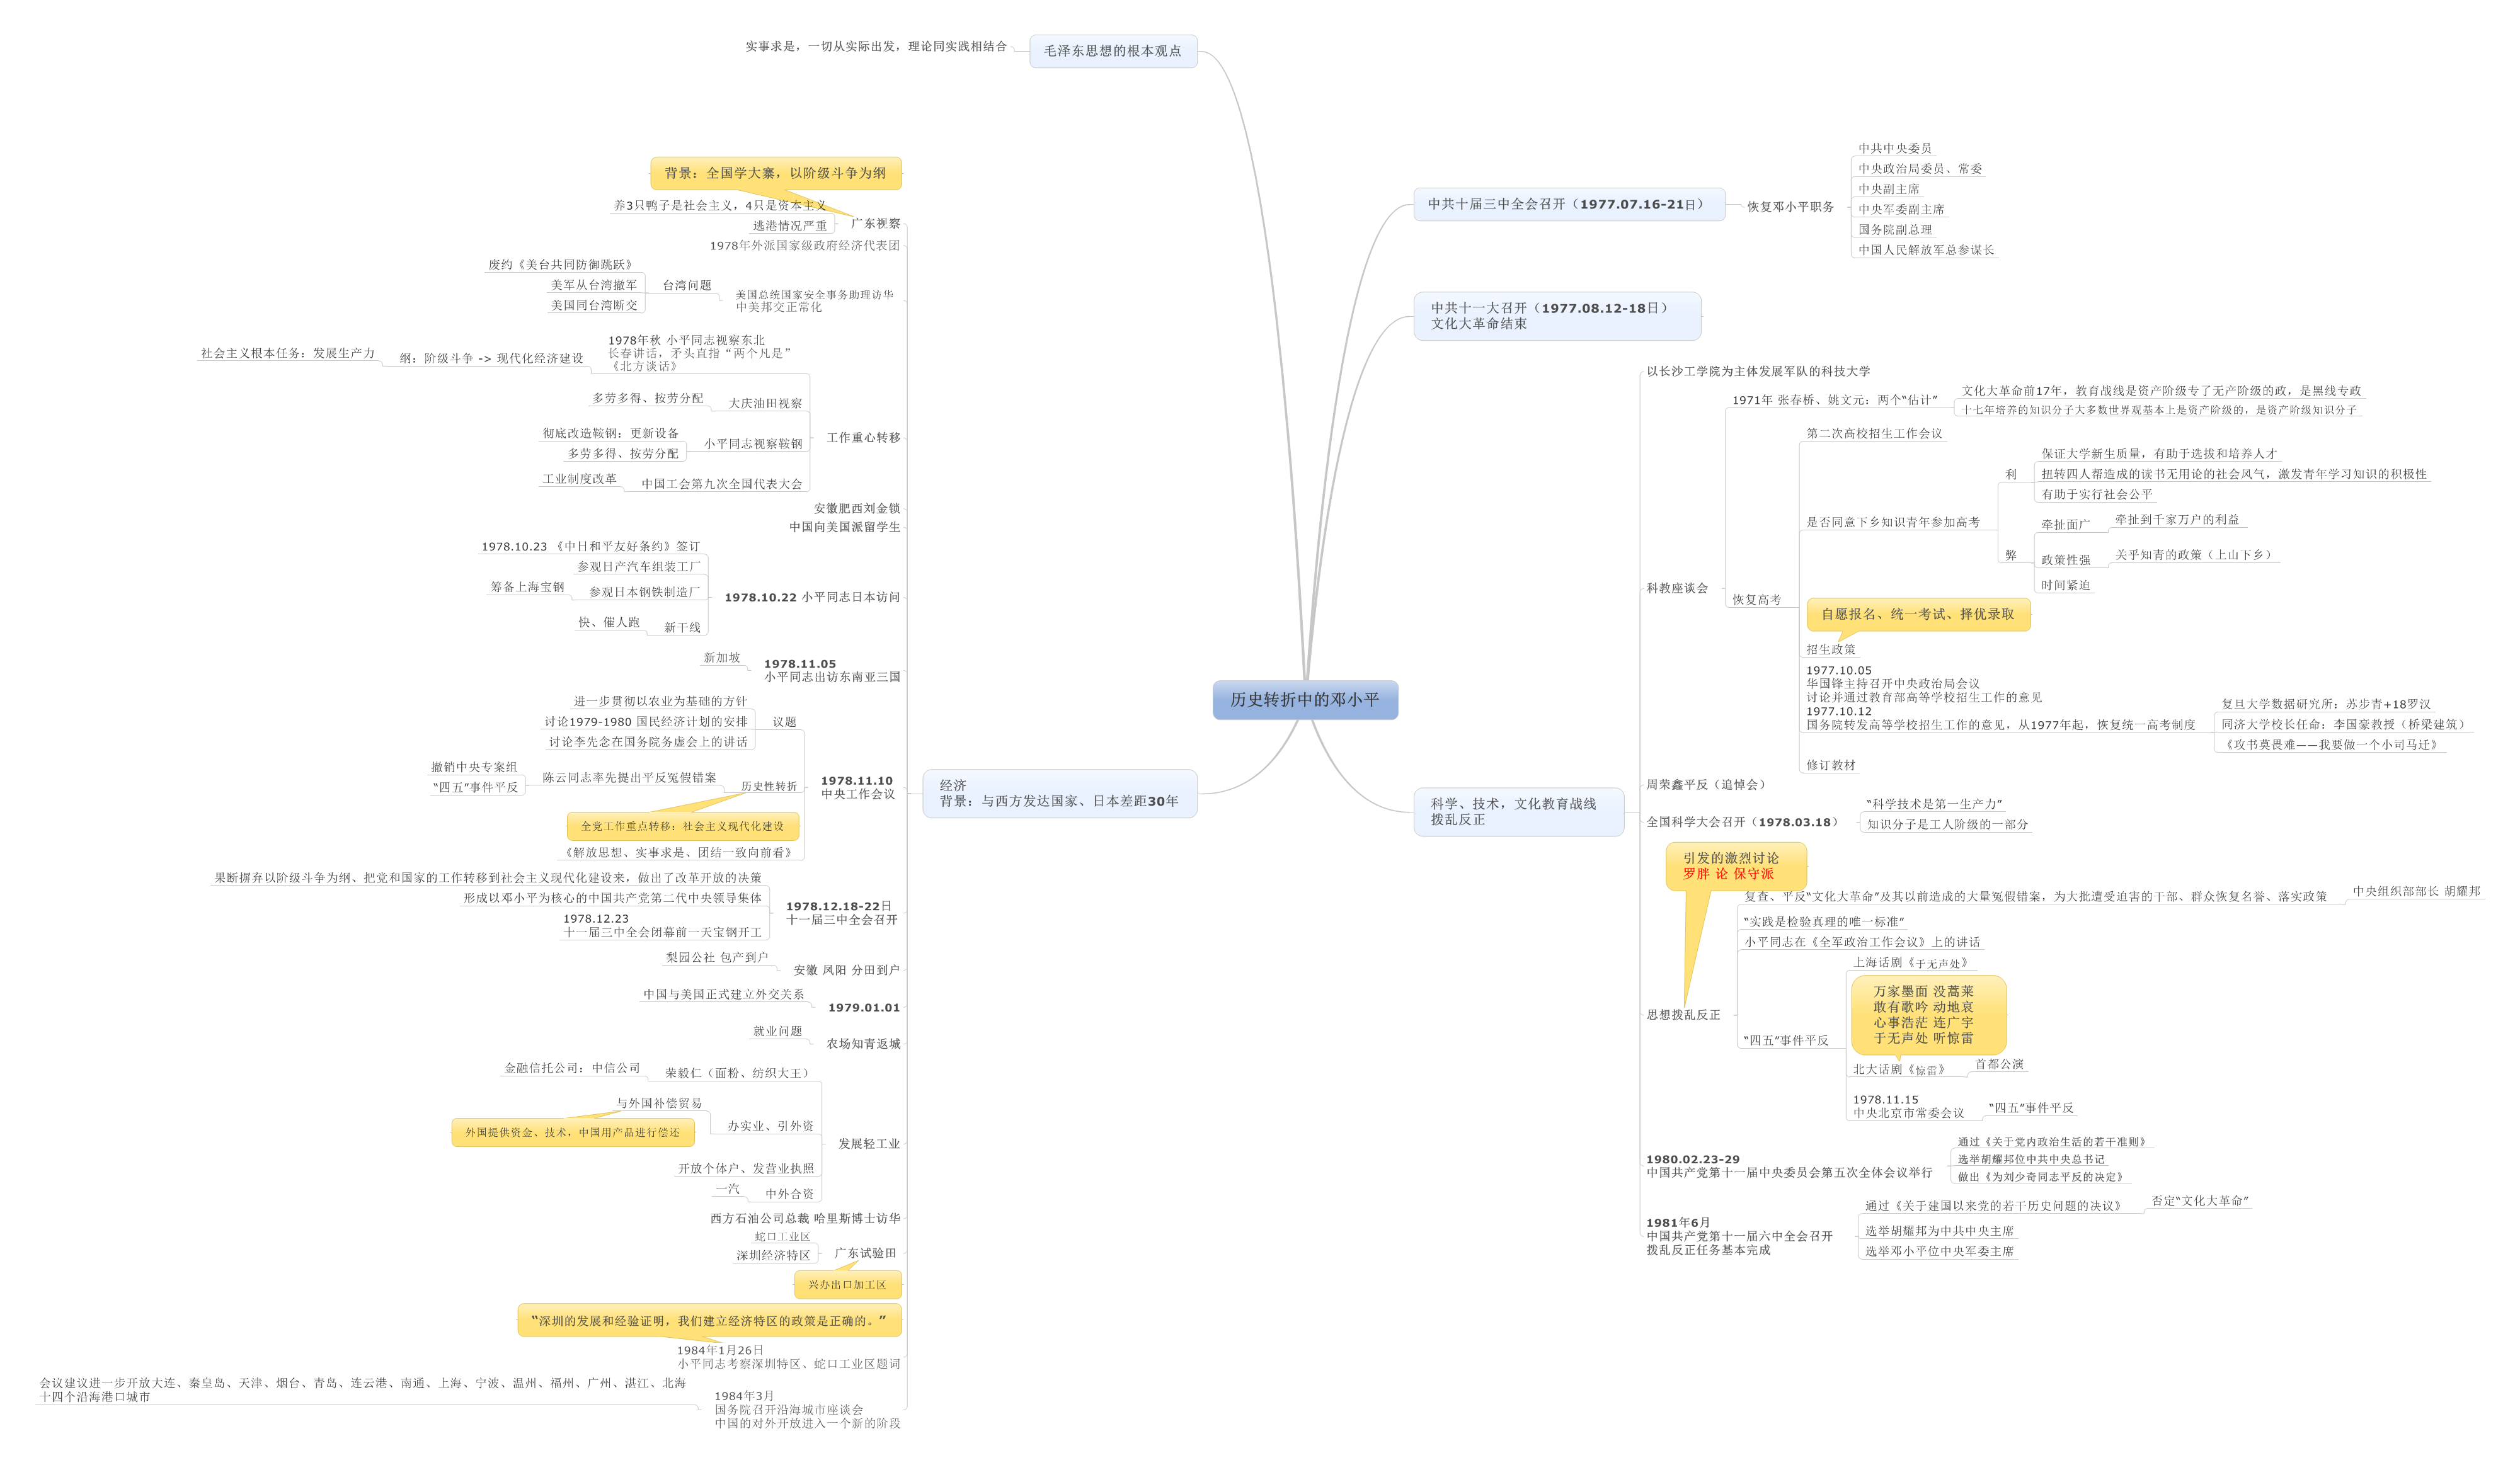 历史转折中的邓小平
毛泽东思想的根本观点
实事求是，一切从实际出发，理论同实践相结合
中共十届三中全会召开（1977.07.16-21日）
恢复邓小平职务
中共中央委员
中央政治局委员、常委
中央副主席
中央军委副主席
国务院副总理
中国人民解放军总参谋长
中共十一大召开（1977.08.12-18日）
文化大革命结束
科学、技术，文化教育战线
拨乱反正
以长沙工学院为主体发展军队的科技大学
科教座谈会
1971年 张春桥、姚文元：两个“估计”
文化大革命前17年，教育战线是资产阶级专了无产阶级的政，是黑线专政
十七年培养的知识分子大多数世界观基本上是资产阶级的，是资产阶级知识分子
恢复高考
第二次高校招生工作会议
是否同意下乡知识青年参加高考
利
保证大学新生质量，有助于选拔和培养人才
扭转四人帮造成的读书无用论的社会风气，激发青年学习知识的积极性
有助于实行社会公平
弊
牵扯面广
牵扯到千家万户的利益
政策性强
关乎知青的政策（上山下乡）
时间紧迫
自愿报名、统一考试、择优录取
招生政策
1977.10.05
华国锋主持召开中央政治局会议
讨论并通过教育部高等学校招生工作的意见
1977.10.12
国务院转发高等学校招生工作的意见，从1977年起，恢复统一高考制度
复旦大学数据研究所：苏步青+18罗汉
同济大学校长任命：李国豪教授（桥梁建筑）
《攻书莫畏难——我要做一个小司马迁》
修订教材
周荣鑫平反（追悼会）
全国科学大会召开（1978.03.18）
“科学技术是第一生产力”
知识分子是工人阶级的一部分
引发的激烈讨论
罗胖 论 保守派
思想拨乱反正
复查、平反“文化大革命”及其以前造成的大量冤假错案，为大批遭受迫害的干部、群众恢复名誉、落实政策
中央组织部部长 胡耀邦
“实践是检验真理的唯一标准”
小平同志在《全军政治工作会议》上的讲话
“四五”事件平反
上海话剧《于无声处》
万家墨面 没蒿莱
敢有歌吟 动地哀
心事浩茫 连广宇
于无声处 听惊雷
北大话剧《惊雷》
首都公演
1978.11.15
中央北京市常委会议
“四五”事件平反
1980.02.23-29
中国共产党第十一届中央委员会第五次全体会议举行
通过《关于党内政治生活的若干准则》
选举胡耀邦位中共中央总书记
做出《为刘少奇同志平反的决定》
1981年6月
中国共产党第十一届六中全会召开
拨乱反正任务基本完成
通过《关于建国以来党的若干历史问题的决议》
否定“文化大革命”
选举胡耀邦为中共中央主席
选举邓小平位中央军委主席
经济
背景：与西方发达国家、日本差距30年
背景：全国学大寨，以阶级斗争为纲
广东视察
养3只鸭子是社会主义，4只是资本主义
逃港情况严重
1978年外派国家级政府经济代表团
美国总统国家安全事务助理访华
中美邦交正常化
台湾问题
废约《美台共同防御跳跃》
美军从台湾撤军
美国同台湾断交
工作重心转移
1978年秋 小平同志视察东北
长春讲话，矛头直指“两个凡是”
《北方谈话》
纲：阶级斗争 -> 现代化经济建设
社会主义根本任务：发展生产力
大庆油田视察
多劳多得、按劳分配
小平同志视察鞍钢
彻底改造鞍钢：更新设备
多劳多得、按劳分配
中国工会第九次全国代表大会
工业制度改革
安徽肥西刘金锁
中国向美国派留学生
1978.10.22 小平同志日本访问
1978.10.23 《中日和平友好条约》签订
参观日产汽车组装工厂
参观日本钢铁制造厂
筹备上海宝钢
新干线
快、催人跑
1978.11.05
小平同志出访东南亚三国
新加坡
1978.11.10
中央工作会议
议题
进一步贯彻以农业为基础的方针
讨论1979-1980 国民经济计划的安排
讨论李先念在国务院务虚会上的讲话
历史性转折
陈云同志率先提出平反冤假错案
撤销中央专案组
“四五”事件平反
全党工作重点转移：社会主义现代化建设
《解放思想、实事求是、团结一致向前看》
1978.12.18-22日
十一届三中全会召开
果断摒弃以阶级斗争为纲、把党和国家的工作转移到社会主义现代化建设来，做出了改革开放的决策
形成以邓小平为核心的中国共产党第二代中央领导集体
1978.12.23
十一届三中全会闭幕前一天宝钢开工
安徽 凤阳 分田到户
梨园公社 包产到户
1979.01.01
中国与美国正式建立外交关系
农场知青返城
就业问题
发展轻工业
荣毅仁（面粉、纺织大王）
金融信托公司：中信公司
办实业、引外资
与外国补偿贸易
外国提供资金、技术，中国用产品进行偿还
开放个体户、发营业执照
中外合资
一汽
西方石油公司总裁 哈里斯博士访华
广东试验田
蛇口工业区
深圳经济特区
兴办出口加工区
“深圳的发展和经验证明，我们建立经济特区的政策是正确的。”
1984年1月26日
小平同志考察深圳特区、蛇口工业区题词
1984年3月
国务院召开沿海城市座谈会
中国的对外开放进入一个新的阶段
会议建议进一步开放大连、秦皇岛、天津、烟台、青岛、连云港、南通、上海、宁波、温州、福州、广州、湛江、北海
十四个沿海港口城市